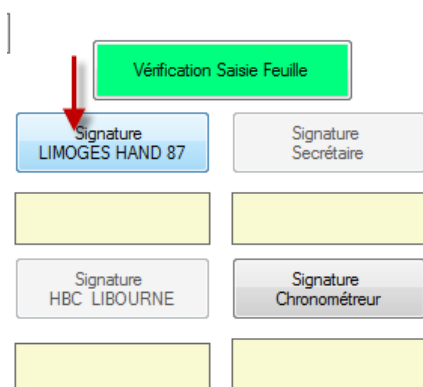 Vérification Saisie Feuille
Signature
LIMOGES HAND 87
Signature
Secrétaire
Signature
HBC LIBOURNE
Signature
Chronométreur